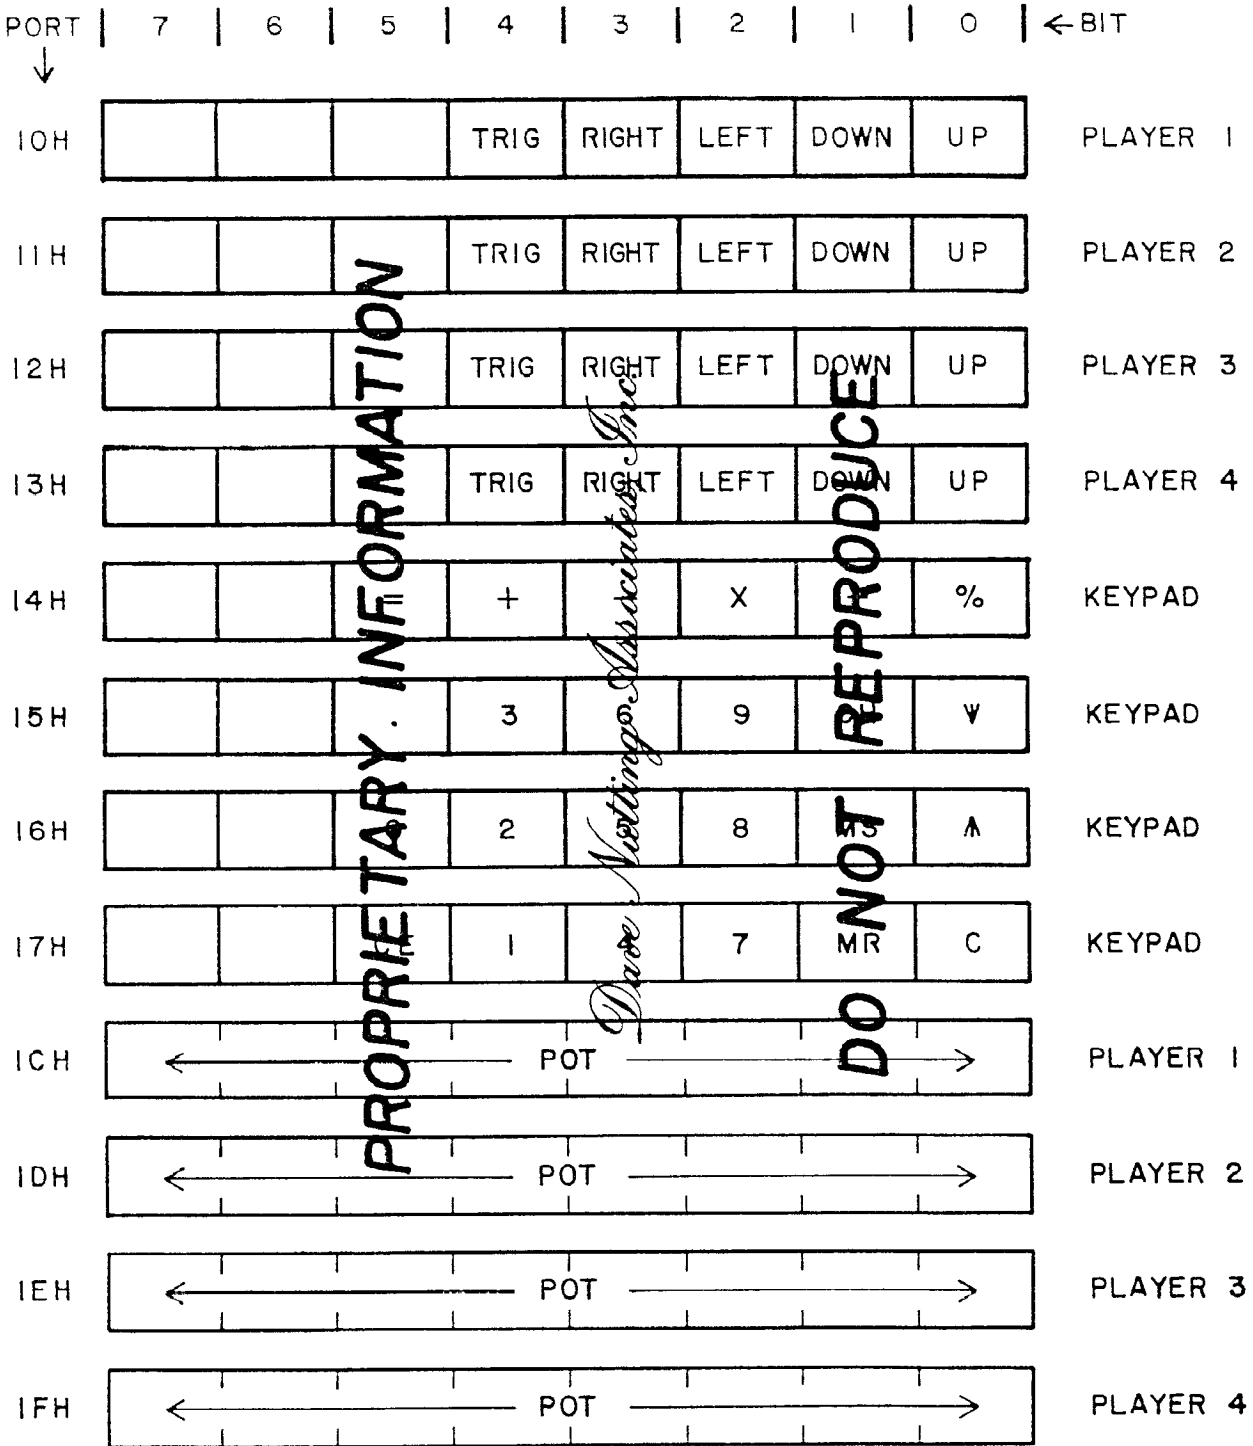 PORT 7 6 5 4 3 2 1 0 ←BIT
↓
10H TRIG RIGHT LEFT DOWN UP PLAYER 1
11H TRIG RIGHT LEFT DOWN UP PLAYER 2
12H TRIG RIGHT LEFT DOWN UP PLAYER 3
13H TRIG RIGHT LEFT DOWN UP PLAYER 4
14H = + X % KEYPAD
15H 3 6 9 KEYPAD
16H 2 5 8 MS KEYPAD
17H 1 4 7 MR C KEYPAD
1CH POT PLAYER 1
1DH POT PLAYER 2
1EH POT PLAYER 3
1FH POT PLAYER 4
PROPRIETARY. INFORMATION
Dave Nutting Associates Inc.
DO NOT REPRODUCE